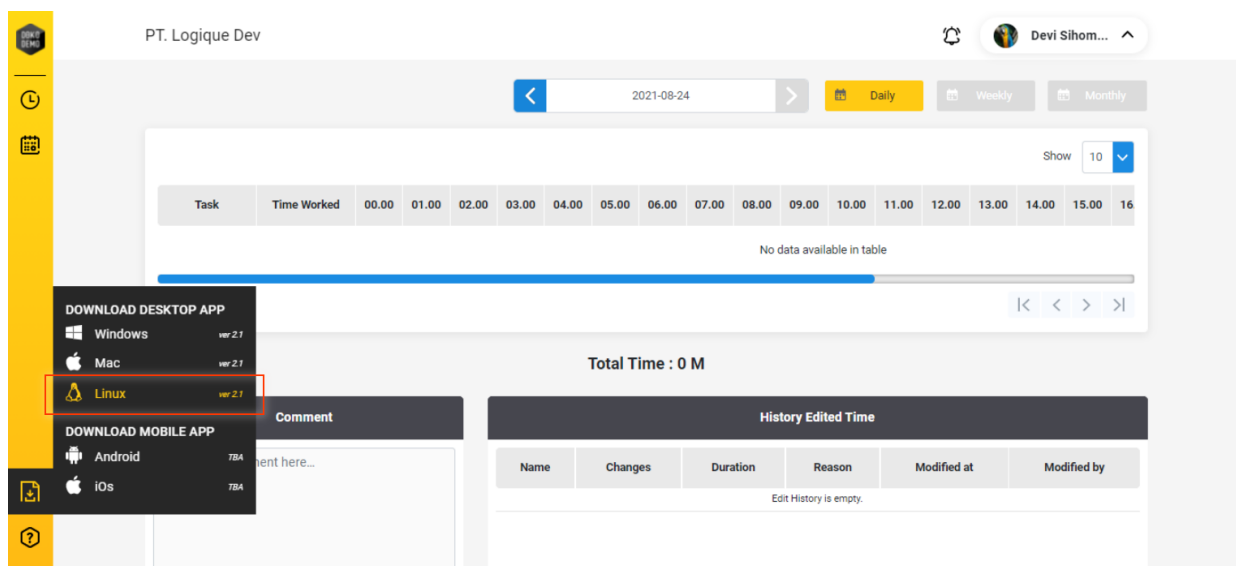 DOKU
DEMO
PT. Logique Dev
Devi Sihom...
2021-08-24
Daily
Weekly
Monthly
Show 10
Task Time Worked 00.00 01.00 02.00 03.00 04.00 05.00 06.00 07.00 08.00 09.00 10.00 11.00 12.00 13.00 14.00 15.00 16.
No data available in table
DOWNLOAD DESKTOP APP
Windows ver 2.1
Mac ver 2.1
Linux ver 2.1
DOWNLOAD MOBILE APP
Android TBA
iOs TBA
Total Time : 0 M
Comment
ment here...
History Edited Time
Name Changes Duration Reason Modified at Modified by
Edit History is empty.